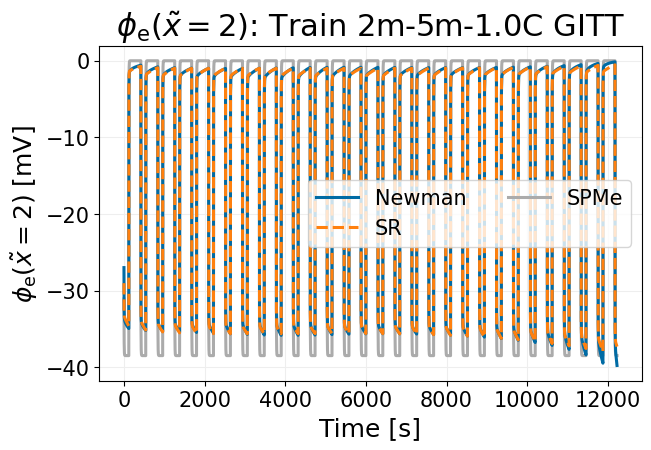 ϕₑ(x̃ = 2): Train 2m-5m-1.0C GITT
ϕₑ(x̃ = 2) [mV]
0
−10
−20
−30
−40
Newman
SR
SPMe
0 2000 4000 6000 8000 10000 12000
Time [s]